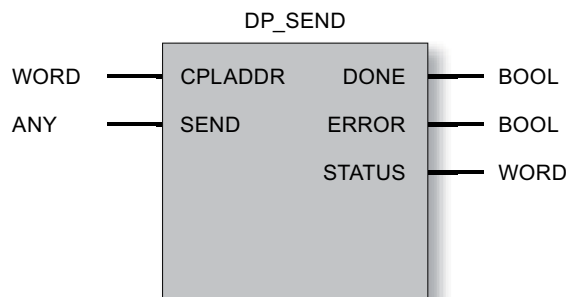 DP_SEND
WORD CPLADDR DONE BOOL
ANY SEND ERROR BOOL
STATUS WORD